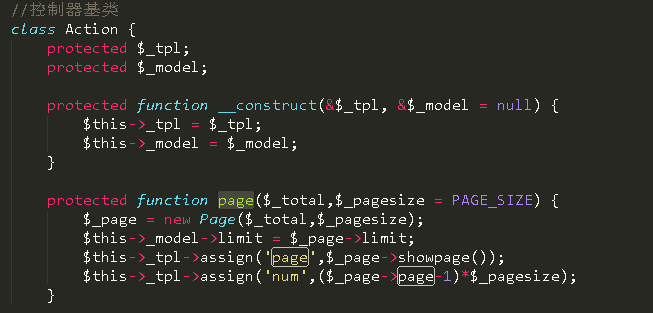 //控制器基类
class Action {
    protected $_tpl;
    protected $_model;

    protected function __construct(&$_tpl, &$_model = null) {
        $this->_tpl = $_tpl;
        $this->_model = $_model;
    }

    protected function page($_total,$_pagesize = PAGE_SIZE) {
        $_page = new Page($_total,$_pagesize);
        $this->_model->limit = $_page->limit;
        $this->_tpl->assign('page',$_page->showpage());
        $this->_tpl->assign('num',($_page->page-1)*$_pagesize);
    }